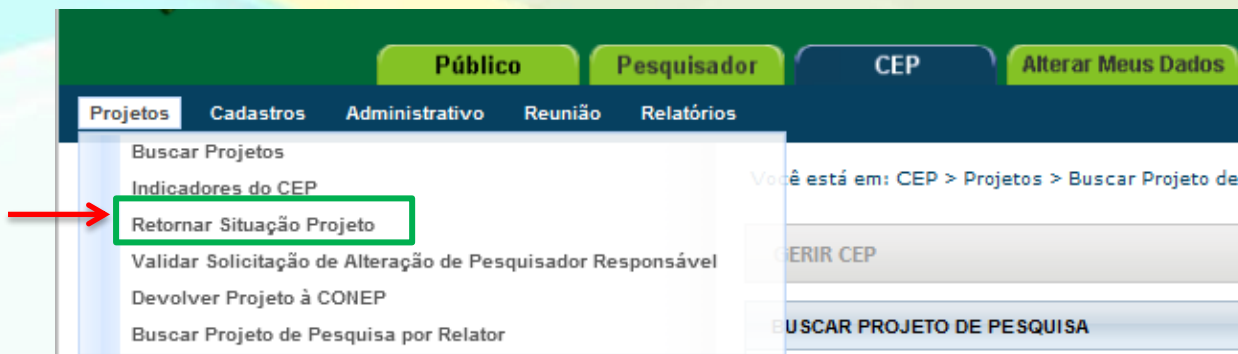 Público Pesquisador CEP Alterar Meus Dados
Projetos Cadastros Administrativo Reunião Relatórios
Buscar Projetos
Você está em: CEP > Projetos > Buscar Projeto de
Indicadores do CEP
Retornar Situação Projeto
GERIR CEP
Validar Solicitação de Alteração de Pesquisador Responsável
Devolver Projeto à CONEP
BUSCAR PROJETO DE PESQUISA
Buscar Projeto de Pesquisa por Relator